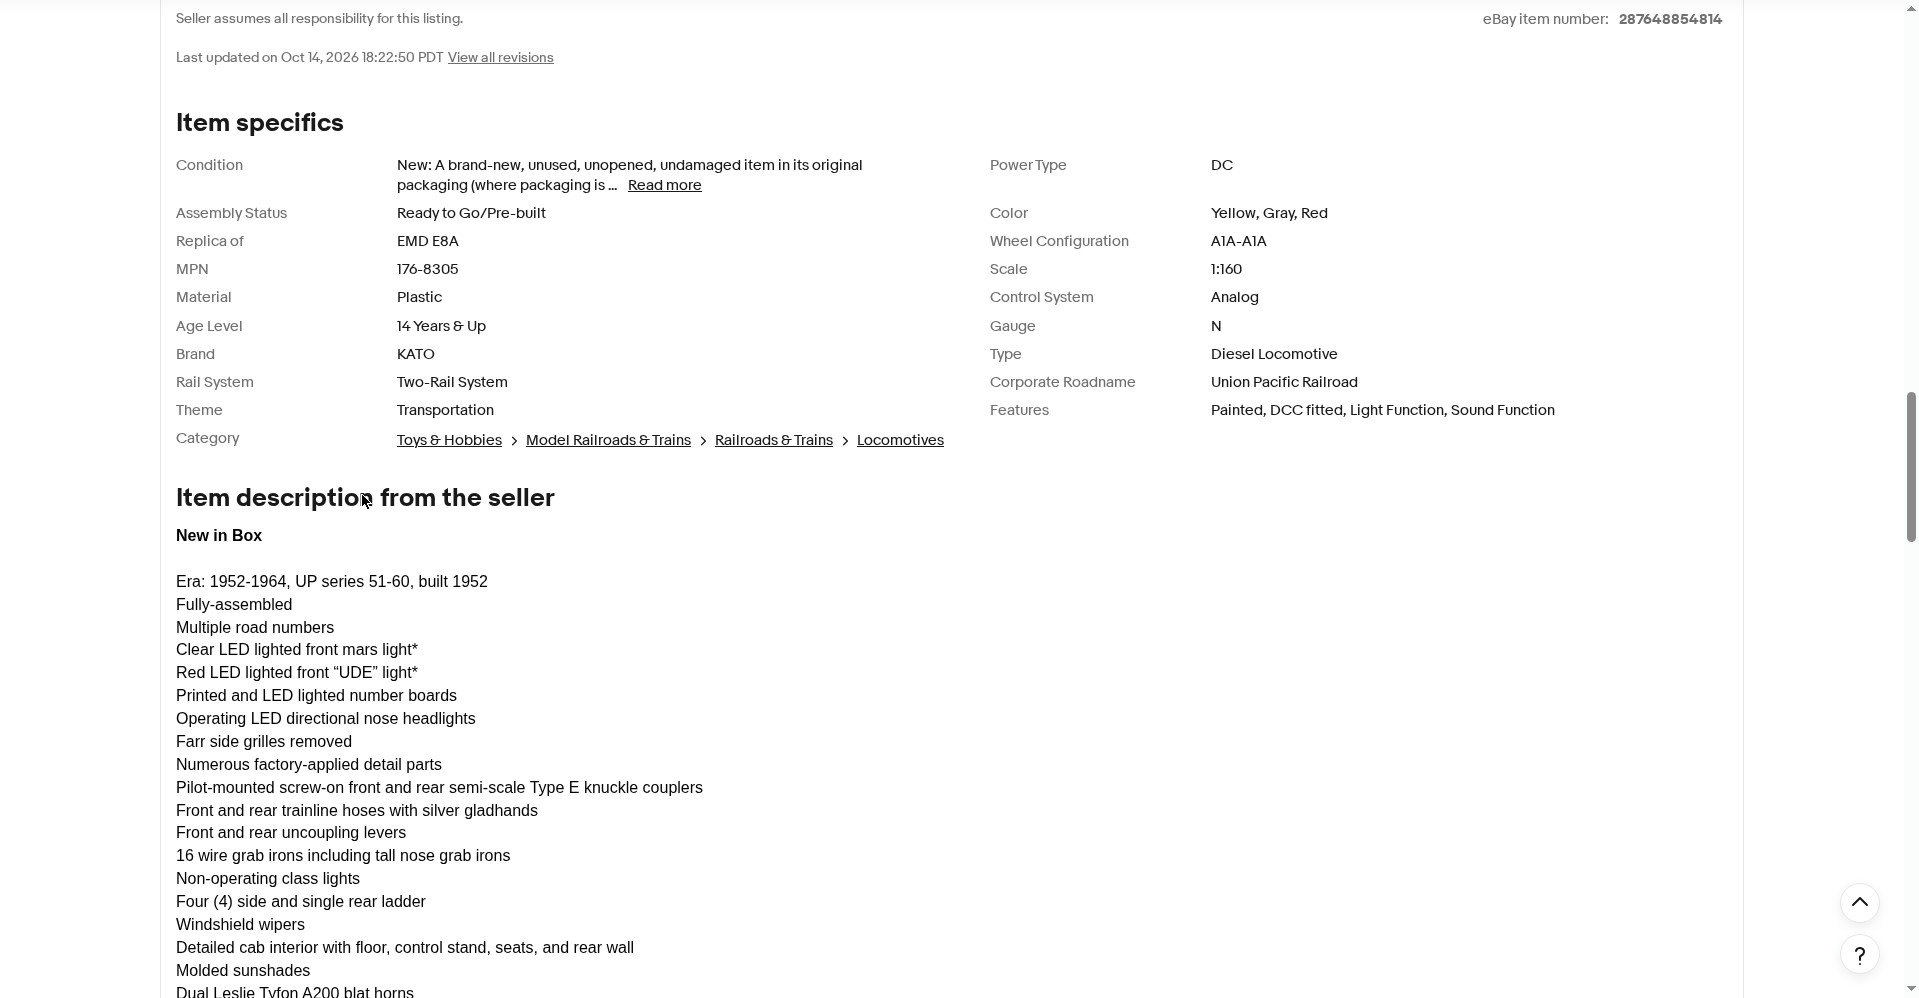 Seller assumes all responsibility for this listing.
eBay item number: 287648854814
Last updated on Oct 14, 2026 18:22:50 PDT View all revisions
Item specifics
Condition
New: A brand-new, unused, unopened, undamaged item in its original
packaging (where packaging is ... Read more
Power Type
DC
Assembly Status
Ready to Go/Pre-built
Color
Yellow, Gray, Red
Replica of
EMD E8A
Wheel Configuration
A1A-A1A
MPN
176-8305
Scale
1:160
Material
Plastic
Control System
Analog
Age Level
14 Years & Up
Gauge
N
Brand
KATO
Type
Diesel Locomotive
Rail System
Two-Rail System
Corporate Roadname
Union Pacific Railroad
Theme
Transportation
Features
Painted, DCC fitted, Light Function, Sound Function
Category
Toys & Hobbies > Model Railroads & Trains > Railroads & Trains > Locomotives
Item description from the seller
New in Box
Era: 1952-1964, UP series 51-60, built 1952
Fully-assembled
Multiple road numbers
Clear LED lighted front mars light*
Red LED lighted front “UDE” light*
Printed and LED lighted number boards
Operating LED directional nose headlights
Farr side grilles removed
Numerous factory-applied detail parts
Pilot-mounted screw-on front and rear semi-scale Type E knuckle couplers
Front and rear trainline hoses with silver gladhands
Front and rear uncoupling levers
16 wire grab irons including tall nose grab irons
Non-operating class lights
Four (4) side and single rear ladder
Windshield wipers
Detailed cab interior with floor, control stand, seats, and rear wall
Molded sunshades
Dual Leslie Tyfon A200 blat horns
?